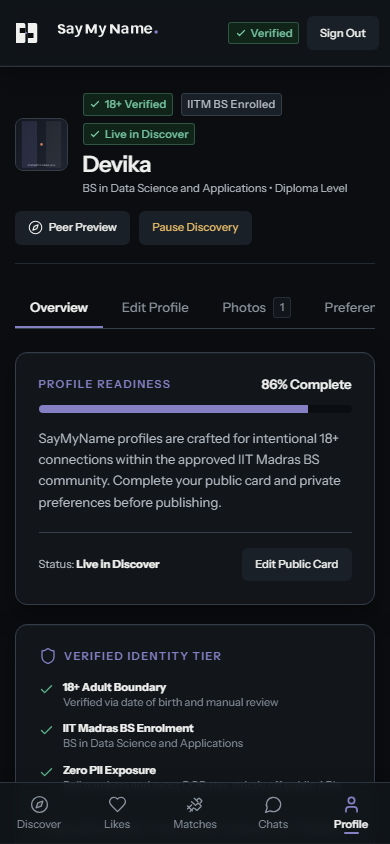 Say My Name.
Verified
Sign Out
18+ Verified
IITM BS Enrolled
Live in Discover
Devika
BS in Data Science and Applications • Diploma Level
Peer Preview
Pause Discovery
Overview
Edit Profile
Photos 1
Preferen
PROFILE READINESS
86% Complete
SayMyName profiles are crafted for intentional 18+
connections within the approved IIT Madras BS
community. Complete your public card and private
preferences before publishing.
Status: Live in Discover
Edit Public Card
VERIFIED IDENTITY TIER
18+ Adult Boundary
Verified via date of birth and manual review
IIT Madras BS Enrolment
BS in Data Science and Applications
Zero PII Exposure
Discover
Likes
Matches
Chats
Profile